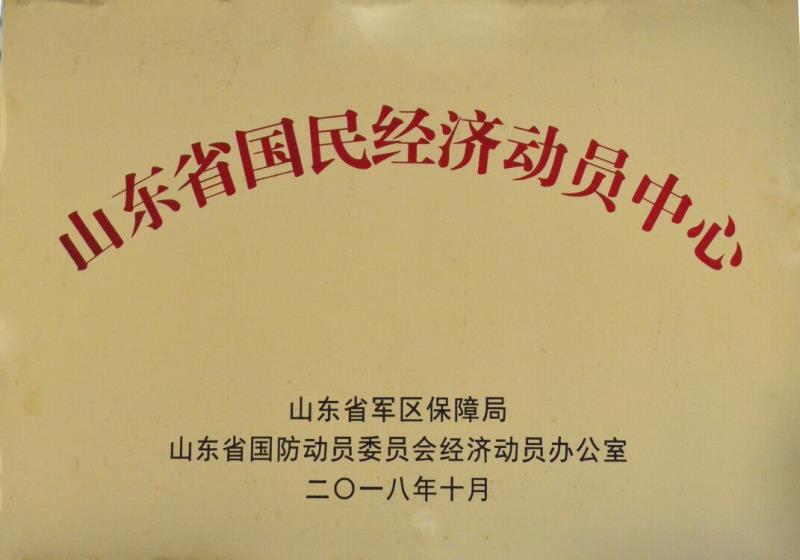 山东省国民经济动员中心
山东省军区保障局
山东省国防动员委员会经济动员办公室
二〇一八年十月